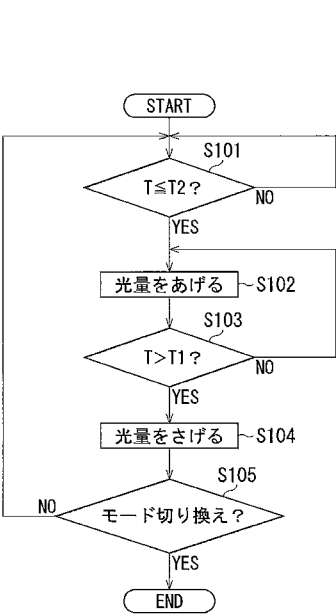 START
S101
T≦T2?
NO
YES
光量をあげる
S102
S103
T>T1?
NO
YES
光量をさげる
S104
S105
NO
モード切り換え?
YES
END